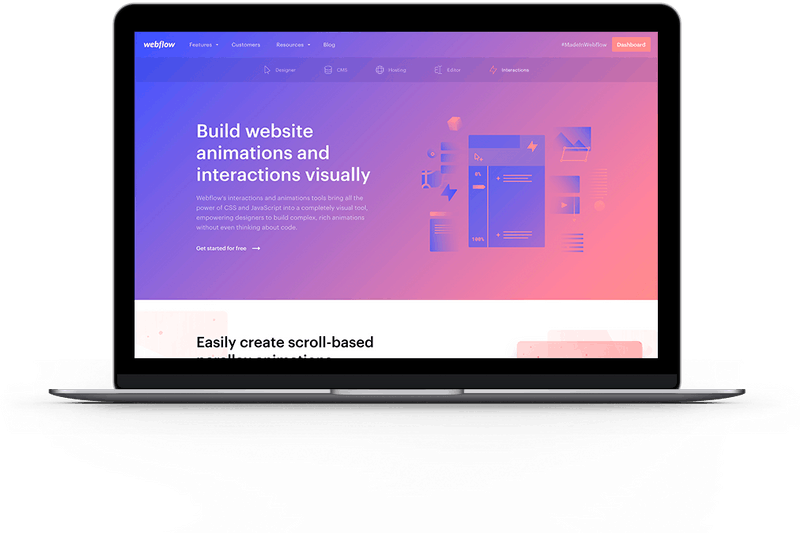 webflow Features Customers Resources Blog #MadeInWebflow Dashboard
Designer CMS Hosting Editor Interactions
Build website
animations and
interactions visually
Webflow's interactions and animations tools bring all the
power of CSS and JavaScript into a completely visual tool,
empowering designers to build complex, rich animations
without even thinking about code.
Get started for free
0%
100%
Easily create scroll-based
parallax animations